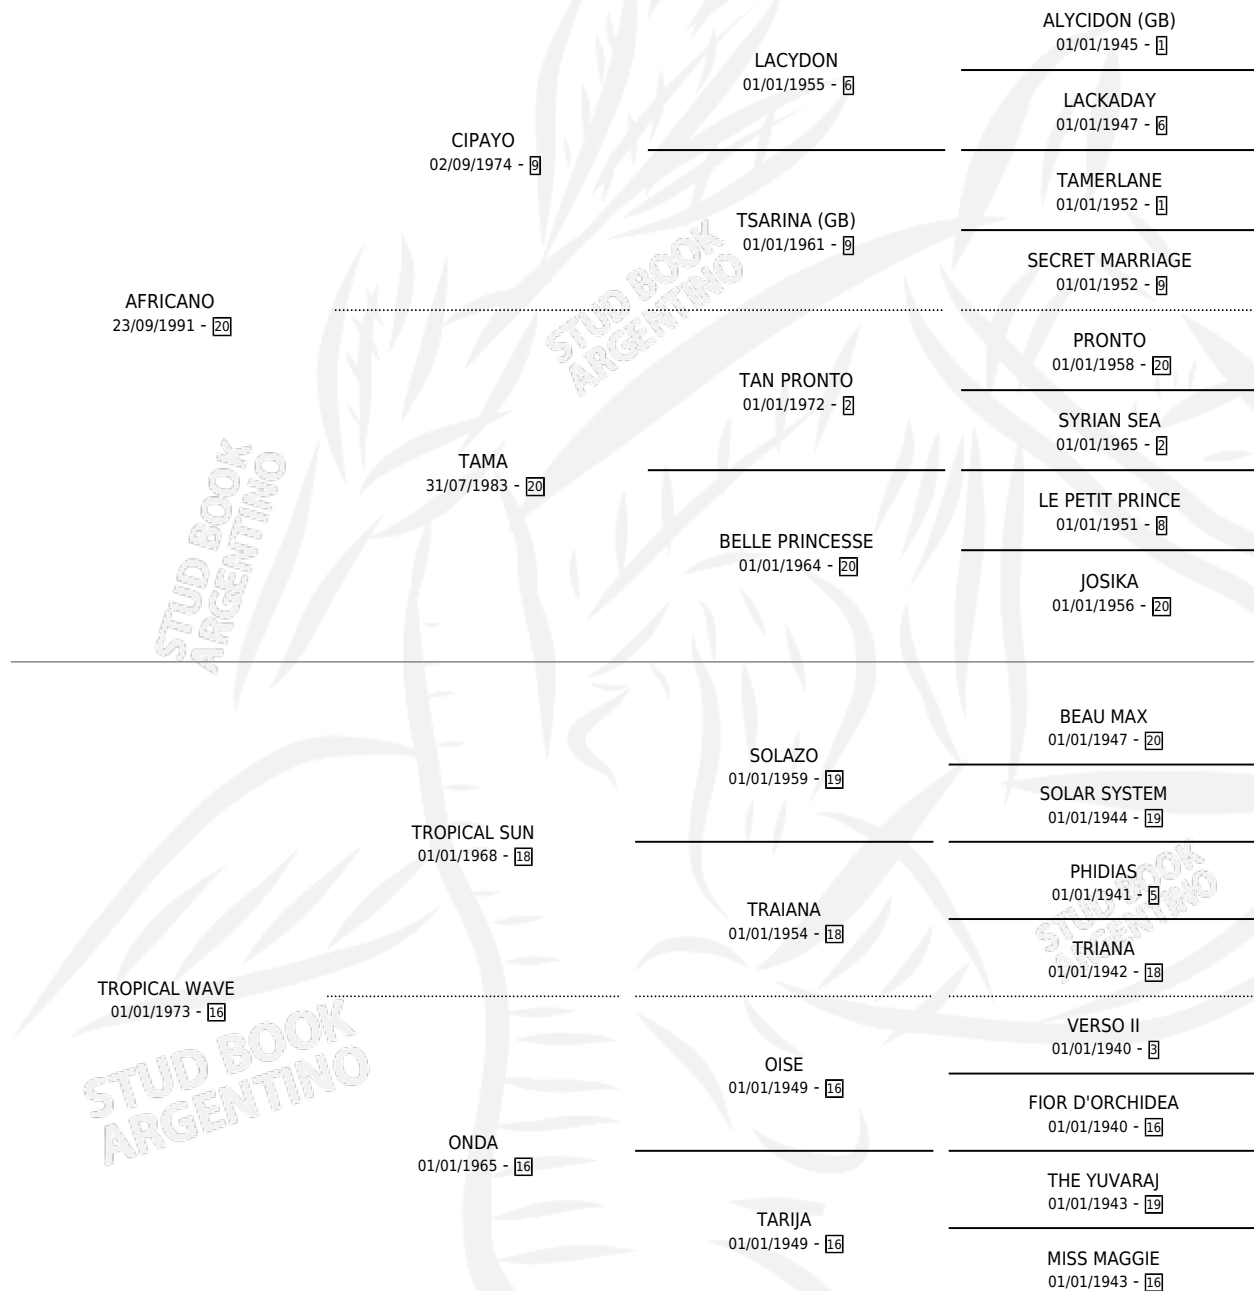 ALYCIDON (GB)
01/01/1945 - 1
LACYDON
01/01/1955 - 6
LACKADAY
01/01/1947 - 6
CIPAYO
02/09/1974 - 9
TAMERLANE
01/01/1952 - 1
TSARINA (GB)
01/01/1961 - 9
SECRET MARRIAGE
01/01/1952 - 9
AFRICANO
23/09/1991 - 20
PRONTO
01/01/1958 - 20
TAN PRONTO
01/01/1972 - 2
SYRIAN SEA
01/01/1965 - 2
TAMA
31/07/1983 - 20
LE PETIT PRINCE
01/01/1951 - 8
BELLE PRINCESSE
01/01/1964 - 20
JOSIKA
01/01/1956 - 20
BEAU MAX
01/01/1947 - 20
SOLAZO
01/01/1959 - 19
SOLAR SYSTEM
01/01/1944 - 19
TROPICAL SUN
01/01/1968 - 18
PHIDIAS
01/01/1941 - 5
TRAIANA
01/01/1954 - 18
TRIANA
01/01/1942 - 18
TROPICAL WAVE
01/01/1973 - 16
VERSO II
01/01/1940 - 3
OISE
01/01/1949 - 16
FIOR D'ORCHIDEA
01/01/1940 - 16
ONDA
01/01/1965 - 16
THE YUVARAJ
01/01/1943 - 19
TARIJA
01/01/1949 - 16
MISS MAGGIE
01/01/1943 - 16
STUD BOOK
ARGENTINO
STUD BOOK
ARGENTINO
STUD BOOK
ARGENTINO
STUD BOOK
ARGENTINO